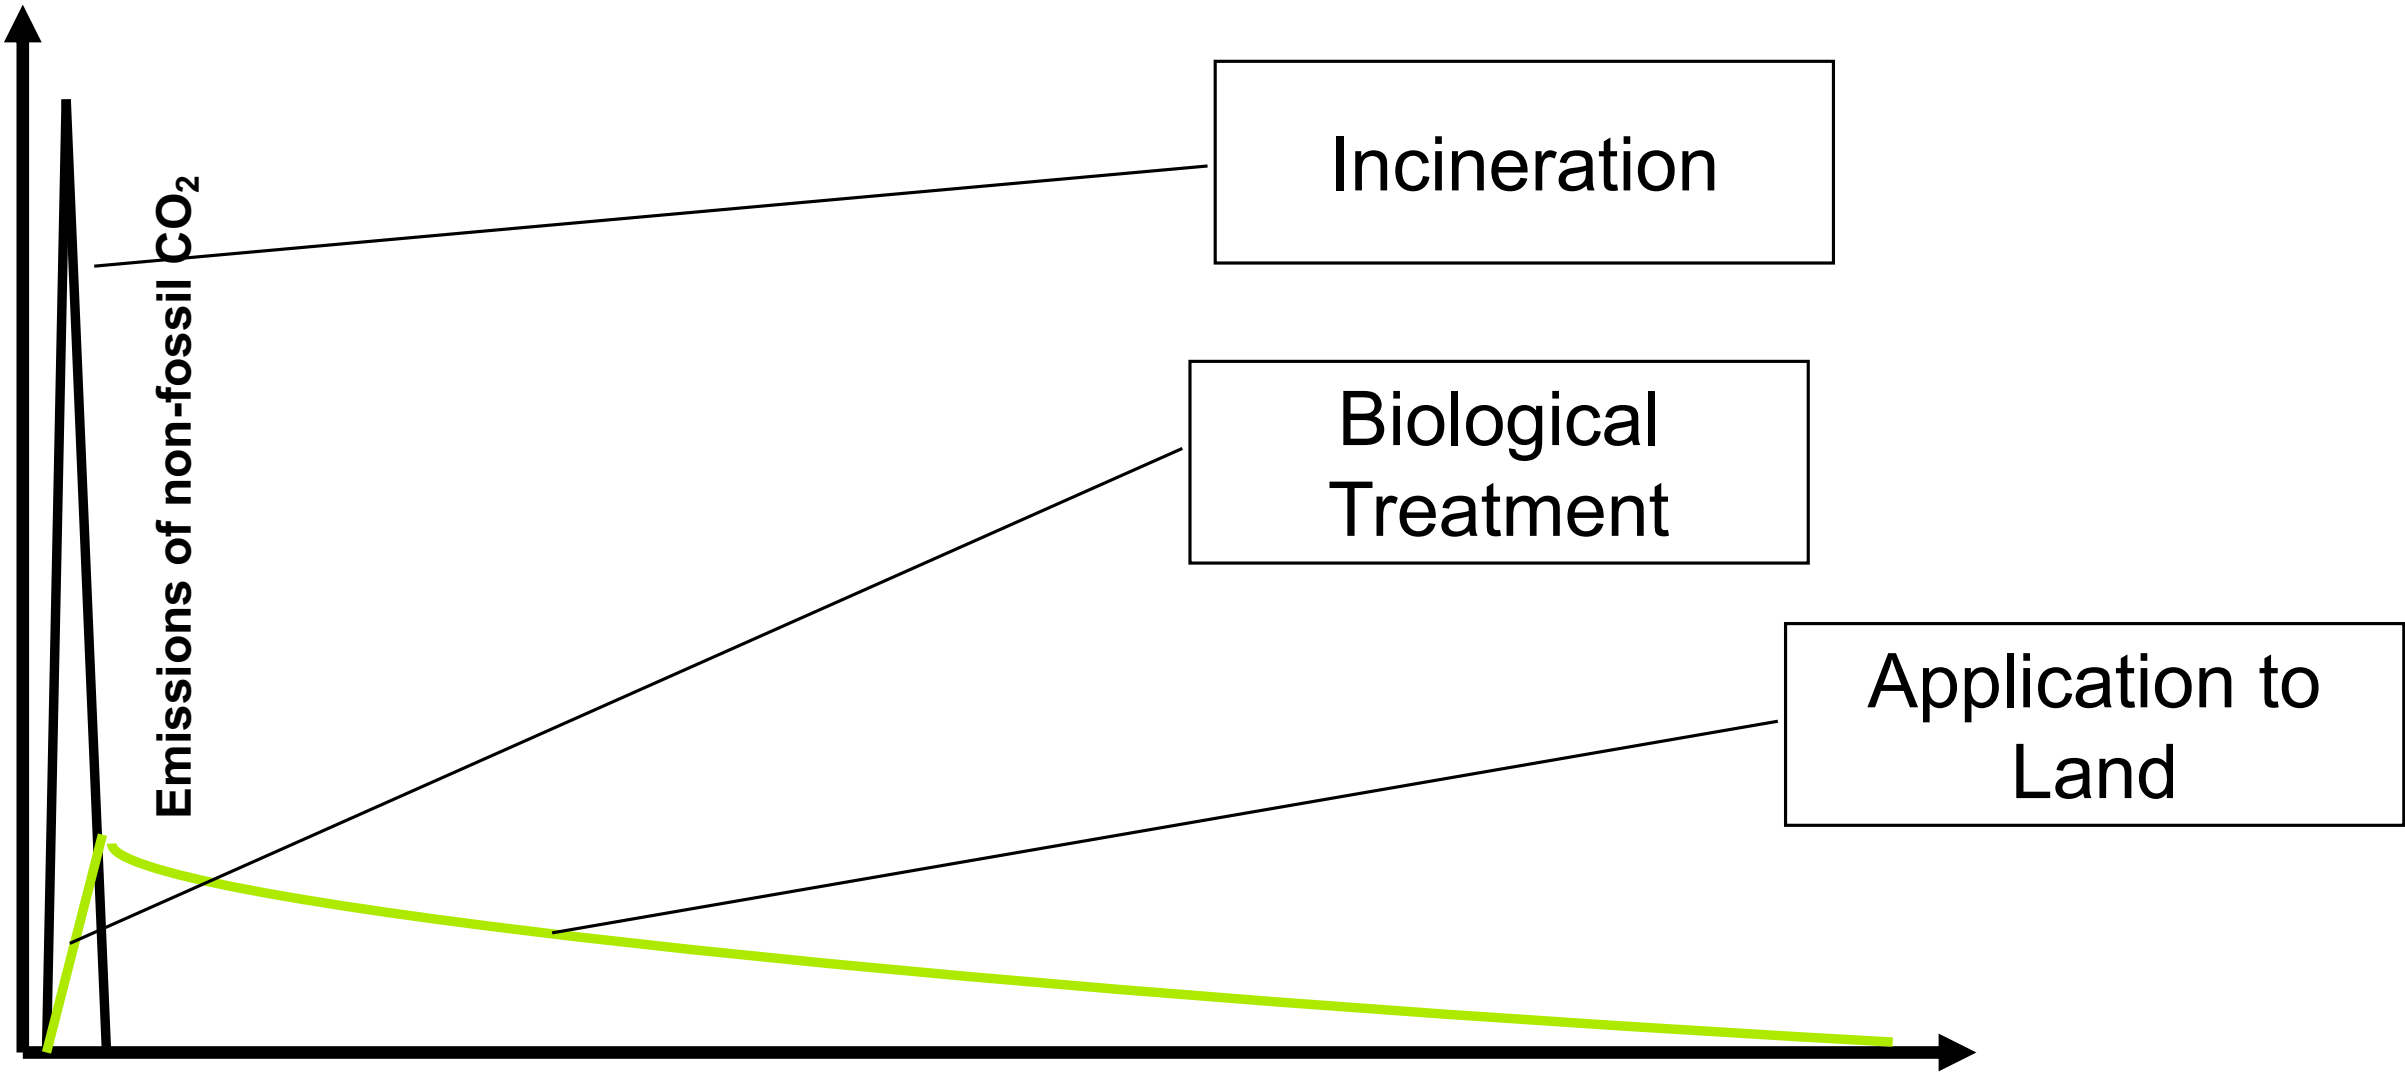 Emissions of non-fossil CO₂
Incineration
Biological
Treatment
Application to
Land